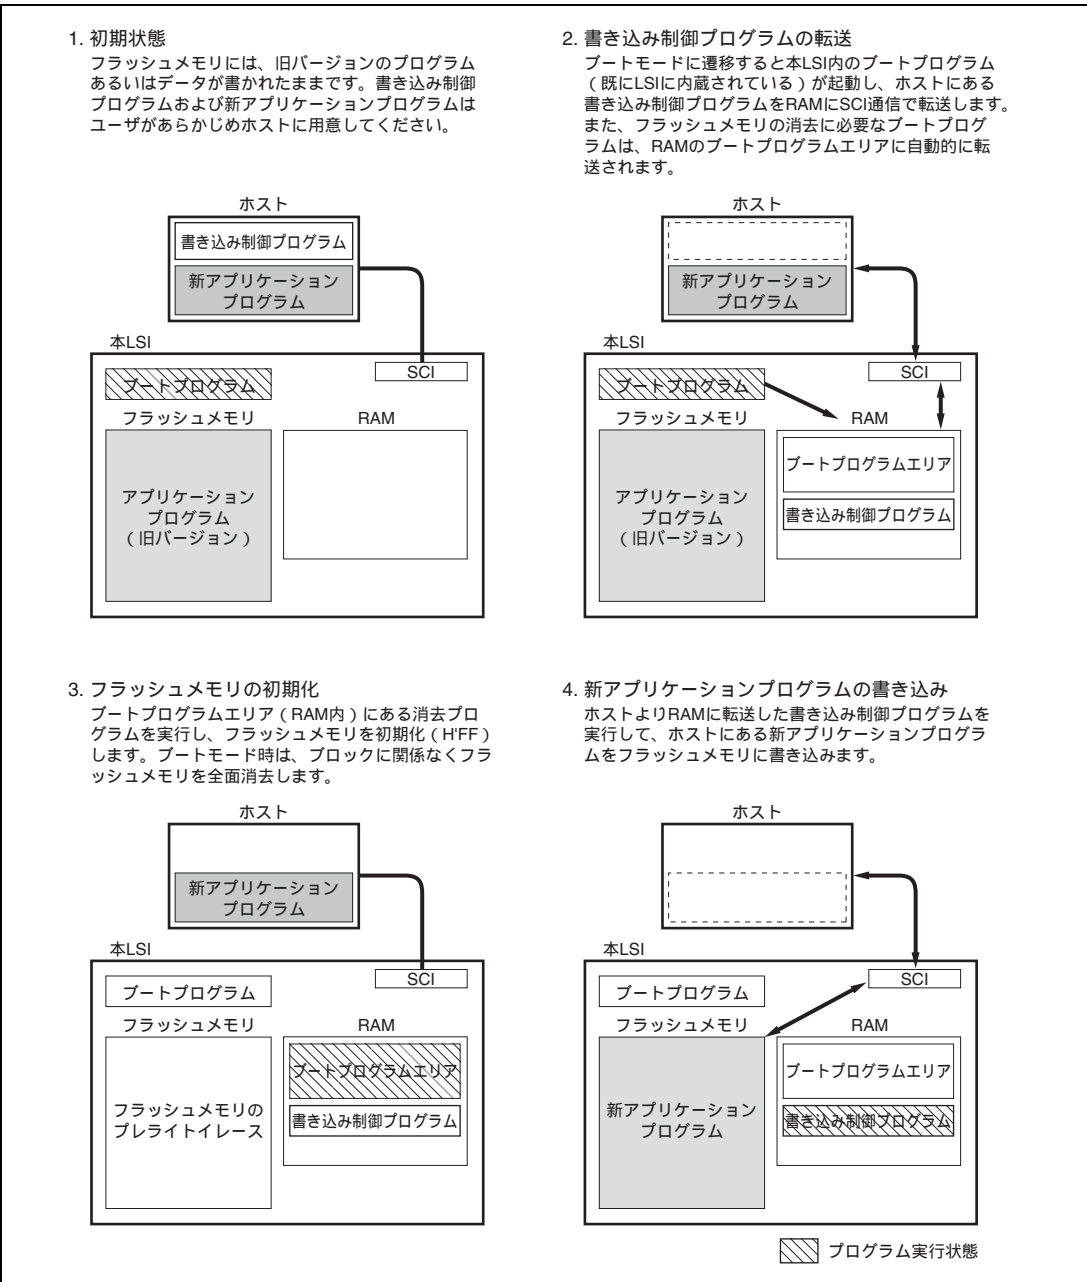 1. 初期状態
フラッシュメモリには、旧バージョンのプログラム
あるいはデータが書かれたままです。書き込み制御
プログラムおよび新アプリケーションプログラムは
ユーザがあらかじめホストに用意してください。
ホスト
書き込み制御プログラム
新アプリケーション
プログラム
本LSI
ブートプログラム
SCI
フラッシュメモリ
RAM
アプリケーション
プログラム
（旧バージョン）
2. 書き込み制御プログラムの転送
ブートモードに遷移すると本LSI内のブートプログラム
（既にLSIに内蔵されている）が起動し、ホストにある
書き込み制御プログラムをRAMにSCI通信で転送します。
また、フラッシュメモリの消去に必要なブートプログ
ラムは、RAMのブートプログラムエリアに自動的に転
送されます。
ホスト
新アプリケーション
プログラム
本LSI
ブートプログラム
SCI
フラッシュメモリ
RAM
アプリケーション
プログラム
（旧バージョン）
ブートプログラムエリア
書き込み制御プログラム
3. フラッシュメモリの初期化
ブートプログラムエリア（RAM内）にある消去プロ
グラムを実行し、フラッシュメモリを初期化（H'FF）
します。ブートモード時は、ブロックに関係なくフラ
ッシュメモリを全面消去します。
ホスト
新アプリケーション
プログラム
本LSI
ブートプログラム
SCI
フラッシュメモリ
RAM
フラッシュメモリの
プレライトイレース
ブートプログラムエリア
書き込み制御プログラム
4. 新アプリケーションプログラムの書き込み
ホストよりRAMに転送した書き込み制御プログラムを
実行して、ホストにある新アプリケーションプログラ
ムをフラッシュメモリに書き込みます。
ホスト
本LSI
ブートプログラム
SCI
フラッシュメモリ
RAM
新アプリケーション
プログラム
ブートプログラムエリア
書き込み制御プログラム
プログラム実行状態